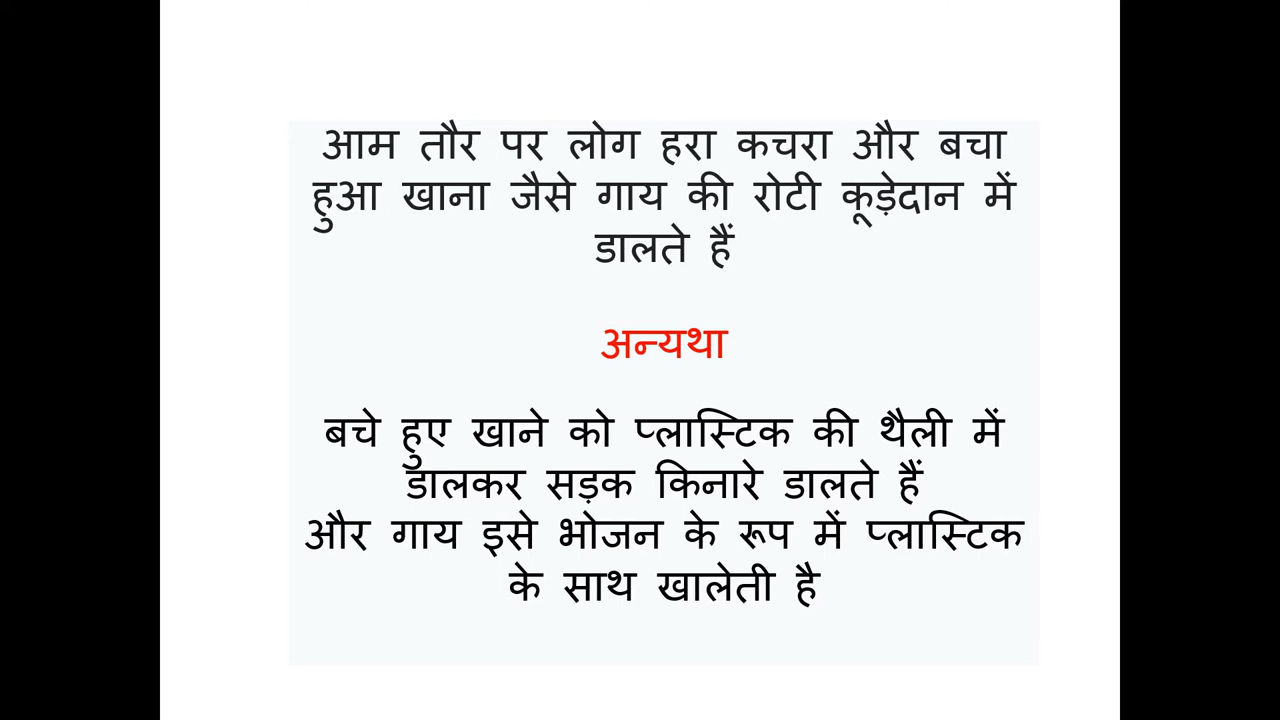 आम तौर पर लोग हरा कचरा और बचा
हुआ खाना जैसे गाय की रोटी कूड़ेदान में
डालते हैं
अन्यथा
बचे हुए खाने को प्लास्टिक की थैली में
डालकर सड़क किनारे डालते हैं
और गाय इसे भोजन के रूप में प्लास्टिक
के साथ खालेती है